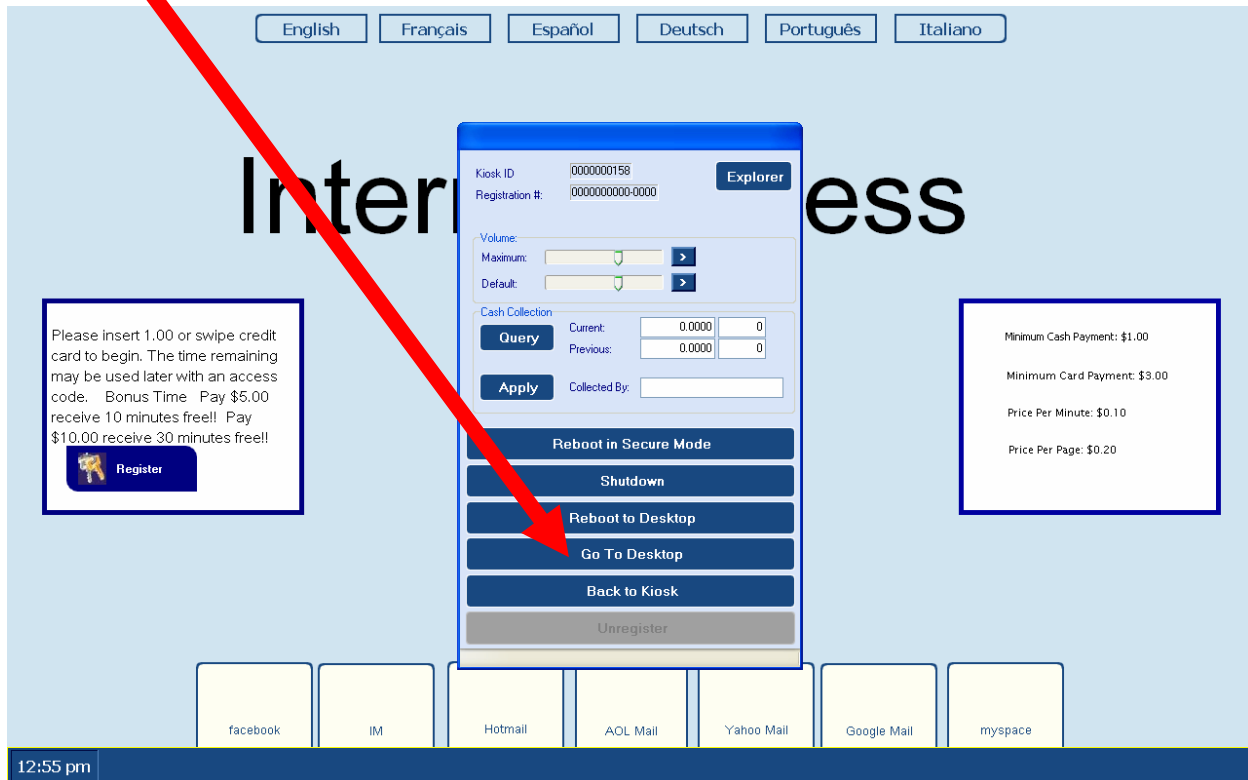 English Français Español Deutsch Português Italiano
Inter ess
Kiosk ID 0000000158 Explorer
Registration #: 0000000000-0000
Volume:
Maximum: >
Default: >
Cash Collection
Query Current: 0.0000 0
Previous: 0.0000 0
Apply Collected By:
Reboot in Secure Mode
Shutdown
Reboot to Desktop
Go To Desktop
Back to Kiosk
Unregister
Please insert 1.00 or swipe credit
card to begin. The time remaining
may be used later with an access
code. Bonus Time Pay $5.00
receive 10 minutes free!! Pay
$10.00 receive 30 minutes free!!
Register
Minimum Cash Payment: $1.00
Minimum Card Payment: $3.00
Price Per Minute: $0.10
Price Per Page: $0.20
facebook IM Hotmail AOL Mail Yahoo Mail Google Mail myspace
12:55 pm